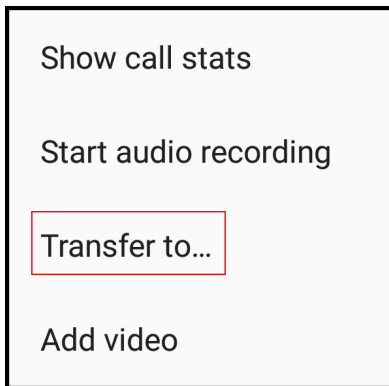 Show call stats
Start audio recording
Transfer to...
Add video